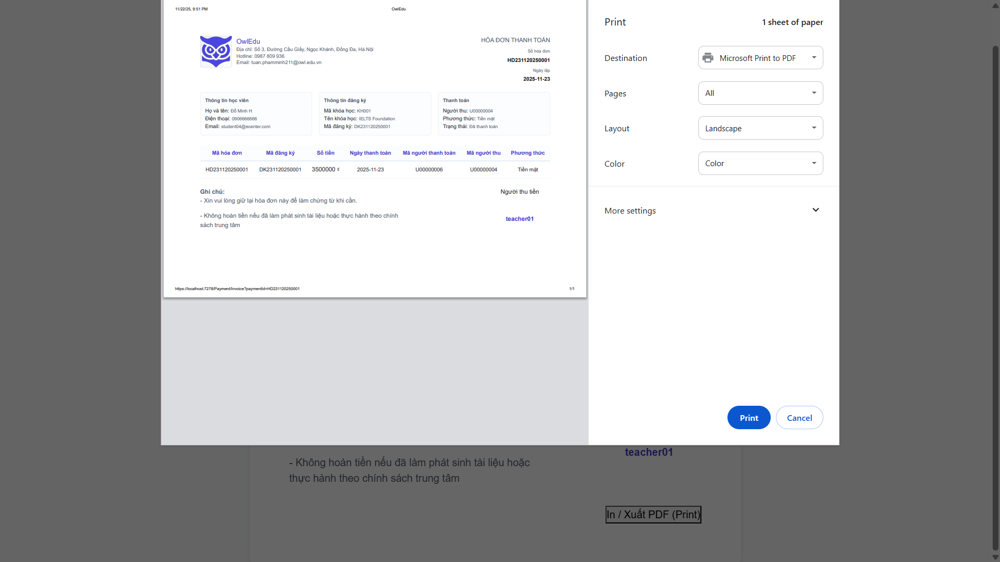 11/22/25, 9:51 PM
OwlEdu
OwlEdu
Địa chỉ: Số 3, Đường Cầu Giấy, Ngọc Khánh, Đống Đa, Hà Nội
Hotline: 0987 809 936
Email: tuan.phamminh211@owl.edu.vn
HÓA ĐƠN THANH TOÁN
Số hóa đơn
HD231120250001
Ngày lập
2025-11-23
Thông tin học viên
Họ và tên: Đỗ Minh H
Điện thoại: 0906666666
Email: student04@ecenter.com
Thông tin đăng ký
Mã khóa học: KH001
Tên khóa học: IELTS Foundation
Mã đăng ký: DK231120250001
Thanh toán
Người thu: U00000004
Phương thức: Tiền mặt
Trạng thái: Đã thanh toán
Mã hóa đơn Mã đăng ký Số tiền Ngày thanh toán Mã người thanh toán Mã người thu Phương thức
HD231120250001 DK231120250001 3500000 đ 2025-11-23 U00000006 U00000004 Tiền mặt
Ghi chú:
- Xin vui lòng giữ lại hóa đơn này để làm chứng từ khi cần.
- Không hoàn tiền nếu đã làm phát sinh tài liệu hoặc thực hành theo chính
sách trung tâm
Người thu tiền
teacher01
https://localhost:7278/Payment/Invoice?paymentId=HD231120250001
1/1
Print
1 sheet of paper
Destination
Microsoft Print to PDF
Pages
All
Layout
Landscape
Color
Color
More settings
Print
Cancel
teacher01
- Không hoàn tiền nếu đã làm phát sinh tài liệu hoặc
thực hành theo chính sách trung tâm
In / Xuất PDF (Print)